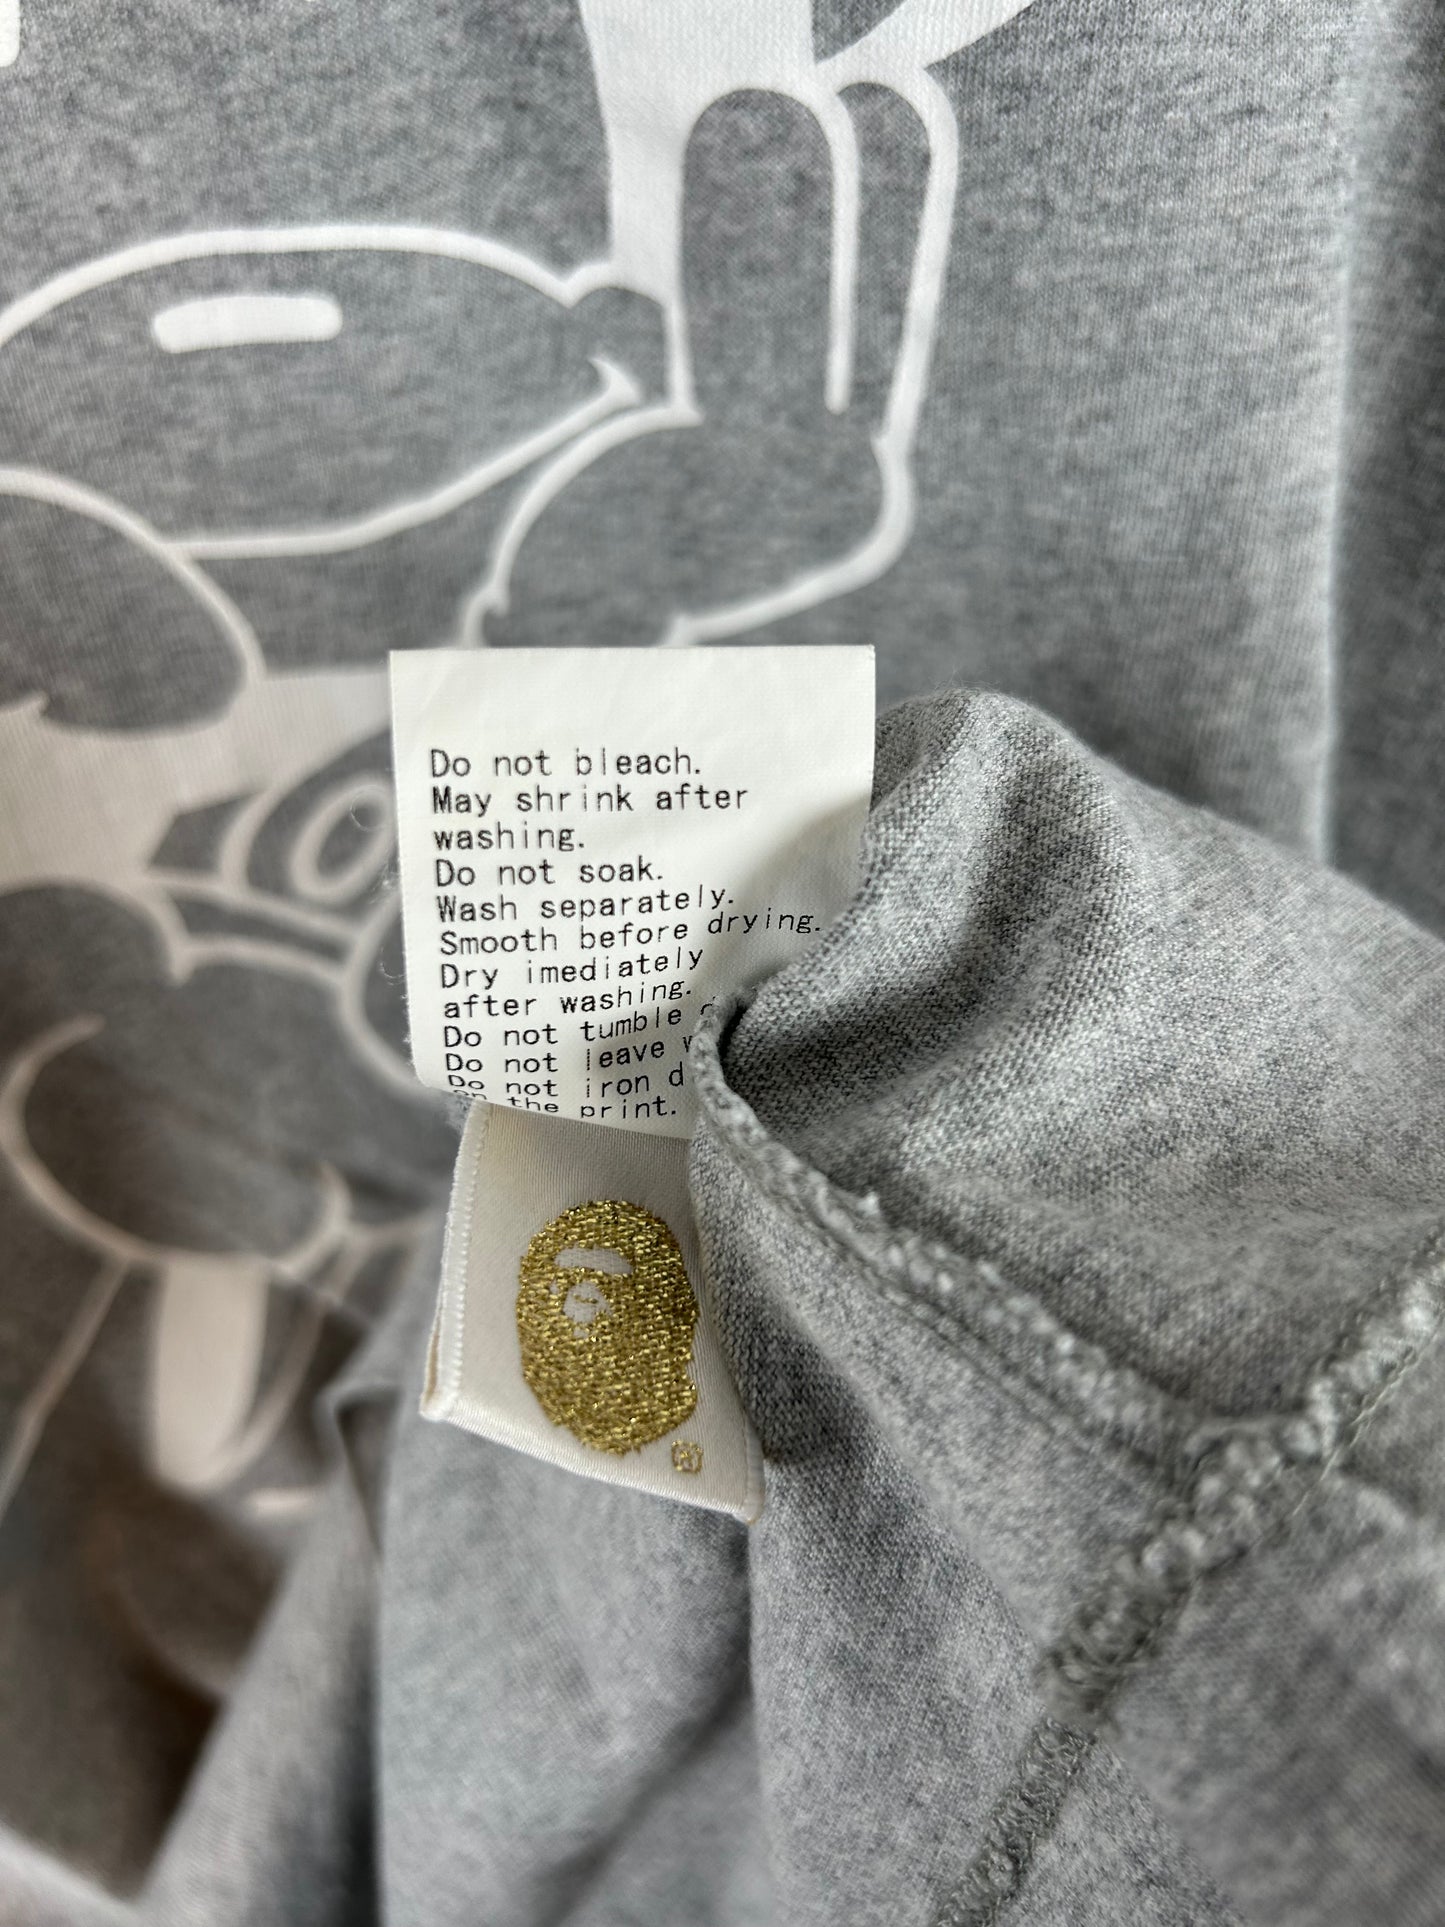 Do not bleach.
May shrink after
washing.
Do not soak.
Wash separately.
Smooth before drying.
Dry imediately
after washing.
Do not tumble
Do not leave
Do not iron d
on the print.
®